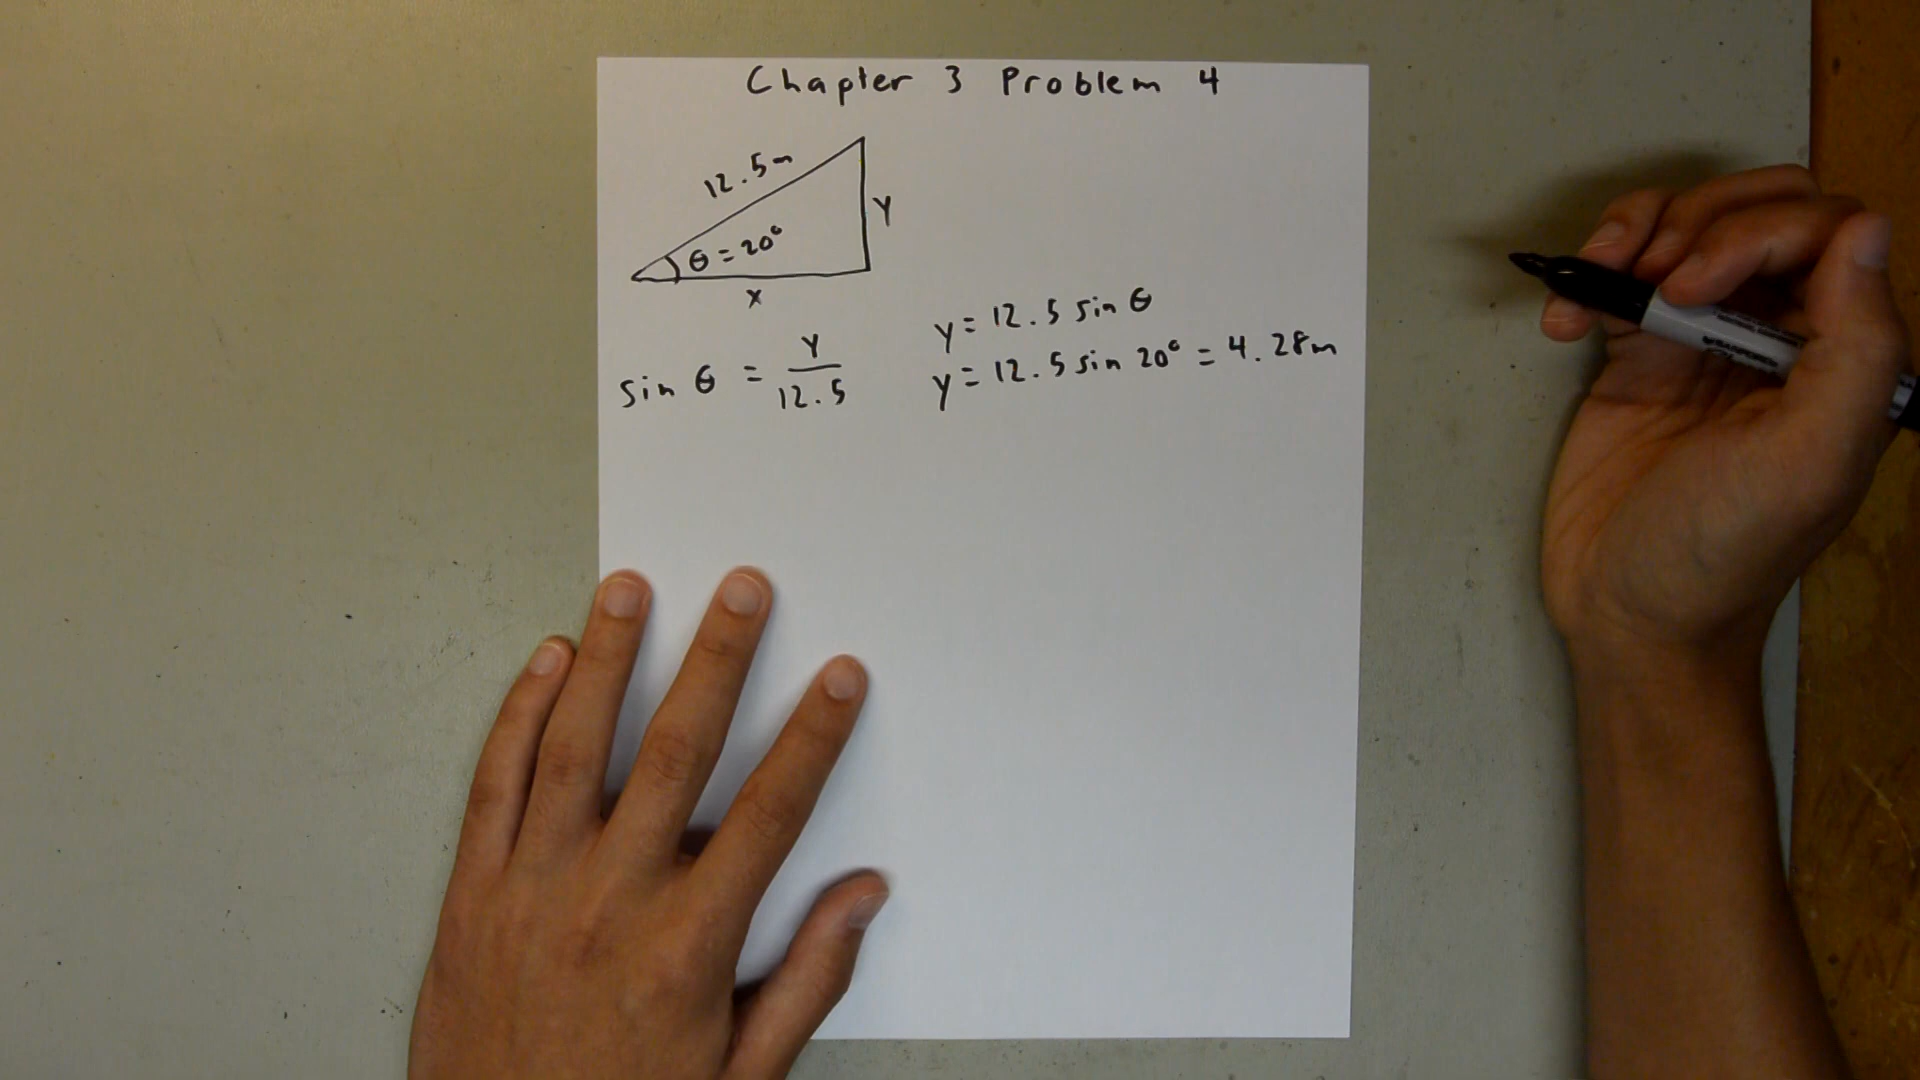 Chapter 3 Problem 4
12.5m
θ = 20°
y
x
sin θ = y/12.5
y = 12.5 sin θ
y = 12.5 sin 20° = 4.28m